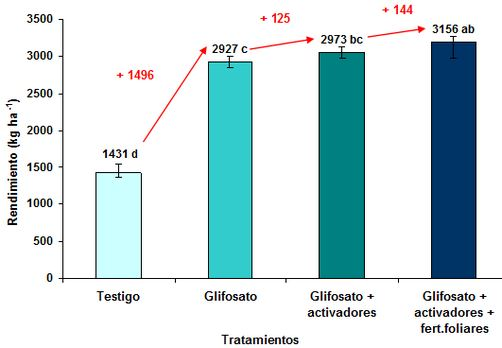 + 144
+ 125
3500
3156 ab
2973 bc
2927 c
3000
2500
+ 1496
2000
1431 d
1500
1000
500
0
Rendimiento (kg ha -1)
Testigo
Glifosato
Glifosato +
activadores
Glifosato +
activadores +
fert.foliares
Tratamientos